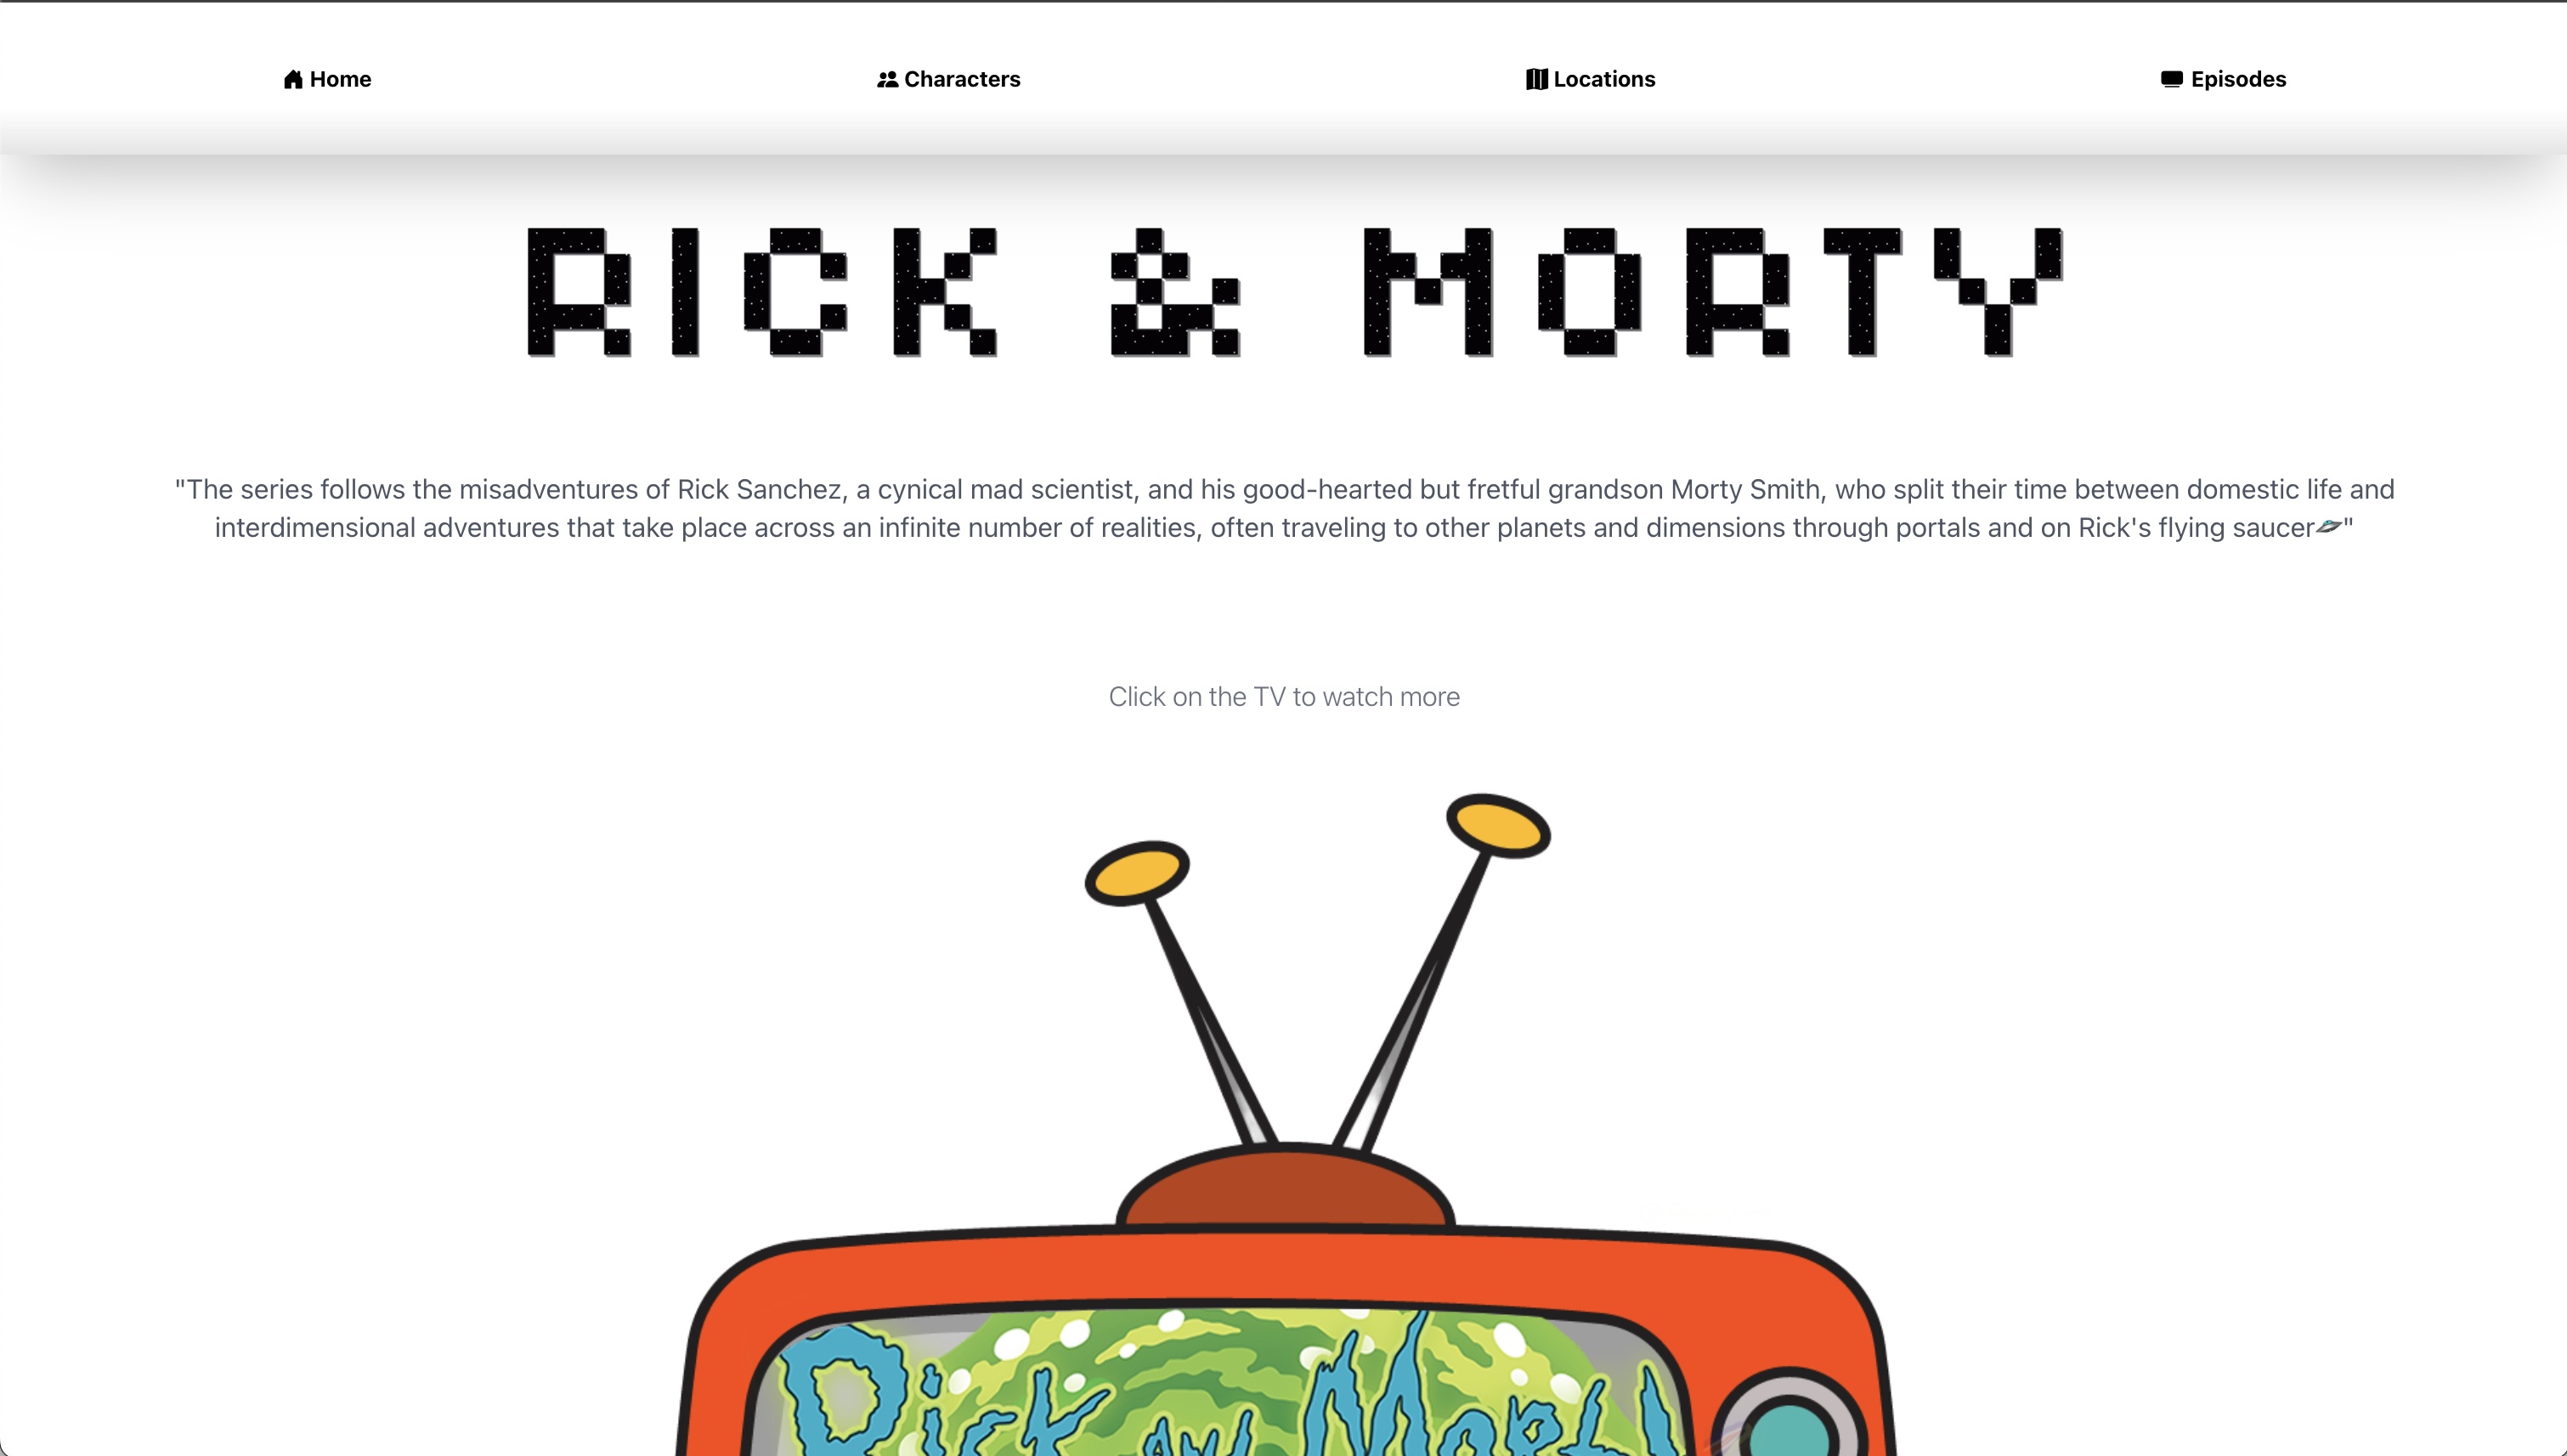 Home Characters Locations Episodes
RICK & MORTY
"The series follows the misadventures of Rick Sanchez, a cynical mad scientist, and his good-hearted but fretful grandson Morty Smith, who split their time between domestic life and
interdimensional adventures that take place across an infinite number of realities, often traveling to other planets and dimensions through portals and on Rick's flying saucer🛸"
Click on the TV to watch more
Rick and Morty